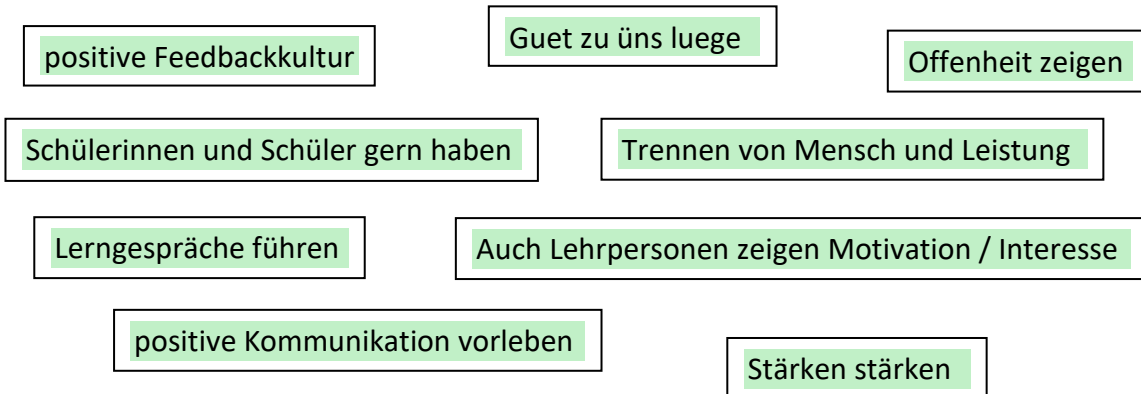 positive Feedbackkultur
Guet zu üns luege
Offenheit zeigen
Schülerinnen und Schüler gern haben
Trennen von Mensch und Leistung
Lerngespräche führen
Auch Lehrpersonen zeigen Motivation / Interesse
positive Kommunikation vorleben
Stärken stärken